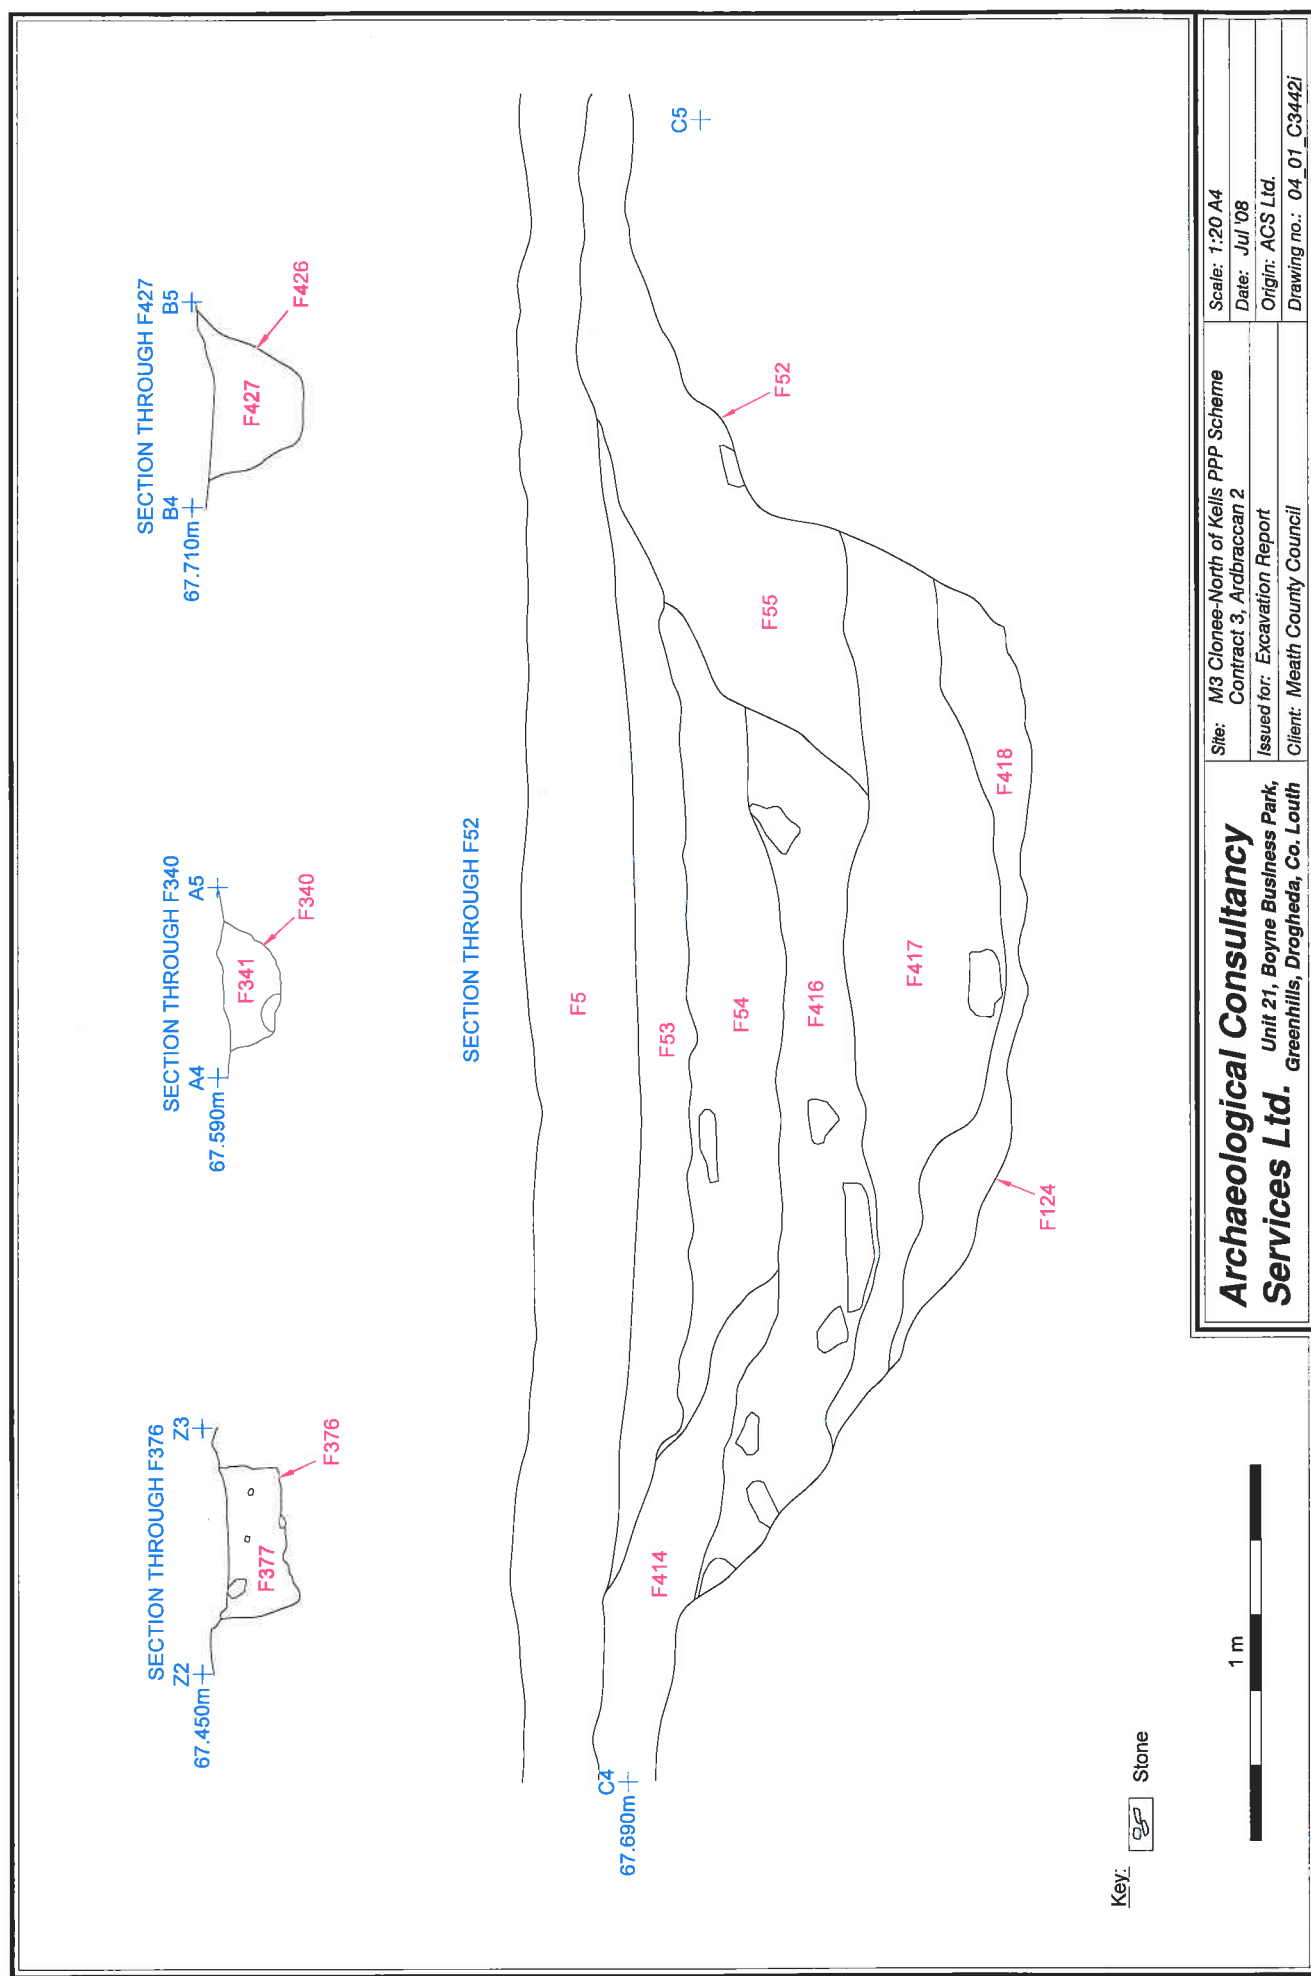 SECTION THROUGH F376
Z2
Z3
67.450m
F377
F376
SECTION THROUGH F340
A4
A5
67.590m
F341
F340
SECTION THROUGH F427
B4
B5
67.710m
F427
F426
SECTION THROUGH F52
C4
67.690m
C5
F5
F53
F54
F55
F52
F414
F416
F417
F418
F124
Key:
Stone
1 m
Archaeological Consultancy
Services Ltd.
Unit 21, Boyne Business Park,
Greenhills, Drogheda, Co. Louth
Site: M3 Clonee-North of Kells PPP Scheme
Contract 3, Ardbraccan 2
Issued for: Excavation Report
Client: Meath County Council
Scale: 1:20 A4
Date: Jul '08
Origin: ACS Ltd.
Drawing no.: 04_01_C3442i